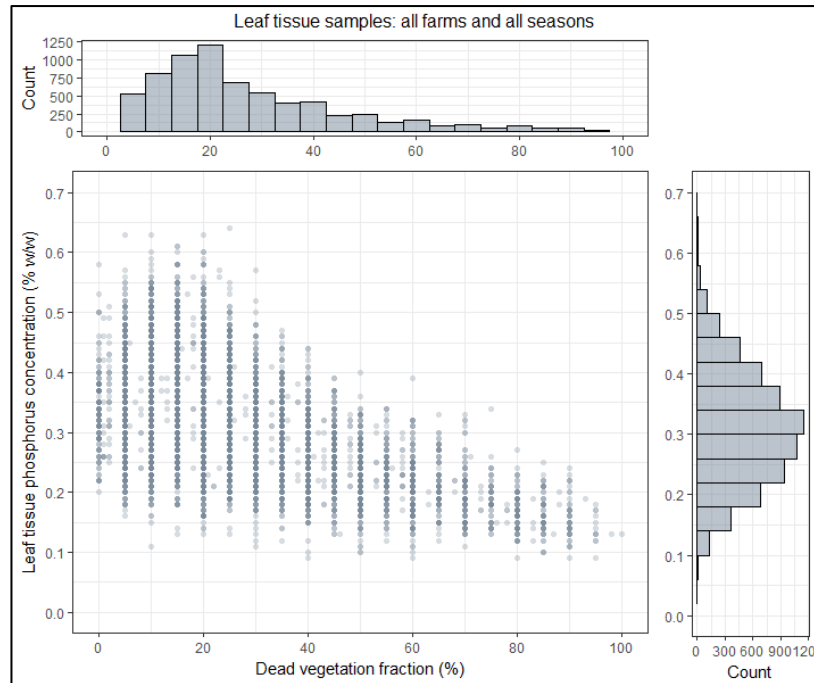 Leaf tissue samples: all farms and all seasons
Count
1250
1000
750
500
250
0
0 20 40 60 80 100
Leaf tissue phosphorus concentration (% w/w)
0.7
0.6
0.5
0.4
0.3
0.2
0.1
0.0
0 20 40 60 80 100
Dead vegetation fraction (%)
0.7
0.6
0.5
0.4
0.3
0.2
0.1
0.0
0 300 600 900 120
Count